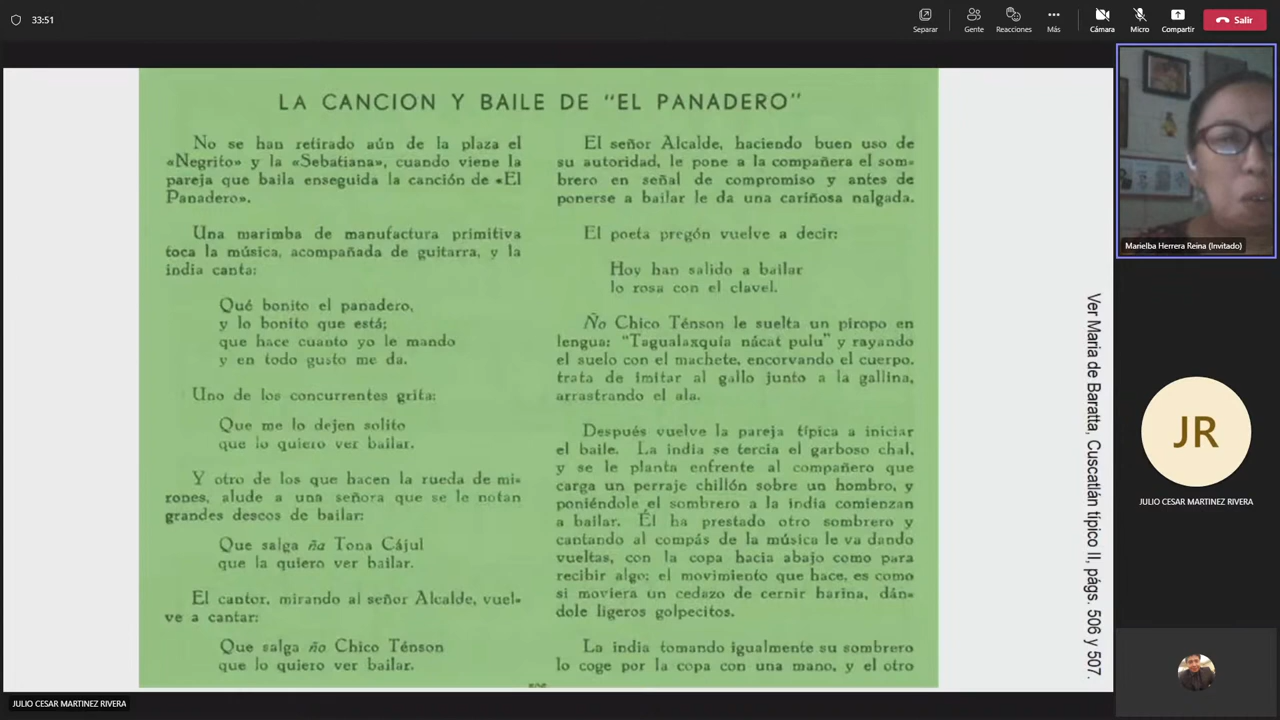 33:51
Separar
Gente
Reacciones
Más
Cámara
Micro
Compartir
Salir
LA CANCION Y BAILE DE "EL PANADERO"
No se han retirado aún de la plaza el
«Negrito» y la «Sebatiana», cuando viene la
pareja que baila enseguida la canción de «El
Panadero».
Una marimba de manufactura primitiva
toca la música, acompañada de guitarra, y la
india canta:
Qué bonito el panadero,
y lo bonito que está;
que hace cuanto yo le mando
y en todo gusto me da.
Uno de los concurrentes grita:
Que me lo dejen solito
que lo quiero ver bailar.
Y otro de los que hacen la rueda de mi-
rones, alude a una señora que se le notan
grandes deseos de bailar:
Que salga ña Tona Cájul
que la quiero ver bailar.
El cantor, mirando al señor Alcalde, vuel-
ve a cantar:
Que salga ño Chico Ténson
que lo quiero ver bailar.
El señor Alcalde, haciendo buen uso de
su autoridad, le pone a la compañera el som-
brero en señal de compromiso y antes de
ponerse a bailar le da una cariñosa nalgada.
El poeta pregón vuelve a decir:
Hoy han salido a bailar
lo rosa con el clavel.
Ño Chico Ténson le suelta un piropo en
lengua: "Tagualaxquía nácat pulu" y rayando
el suelo con el machete, encorvando el cuerpo,
trata de imitar al gallo junto a la gallina,
arrastrando el ala.
Después vuelve la pareja típica a iniciar
el baile. La india se tercia el garboso chal,
y se le planta enfrente al compañero que
carga un perraje chillón sobre un hombro, y
poniéndole el sombrero a la india comienzan
a bailar. Él ha prestado otro sombrero y
cantando al compás de la música le va dando
vueltas, con la copa hacia abajo como para
recibir algo; el movimiento que hace, es como
si moviera un cedazo de cernir harina, dán-
dole ligeros golpecitos.
La india tomando igualmente su sombrero
lo coge por la copa con una mano, y el otro
Ver Maria de Baratta, Cuscatlán típico II, págs. 506 y 507.
Marielba Herrera Reina (Invitado)
JR
JULIO CESAR MARTINEZ RIVERA
JULIO CESAR MARTINEZ RIVERA